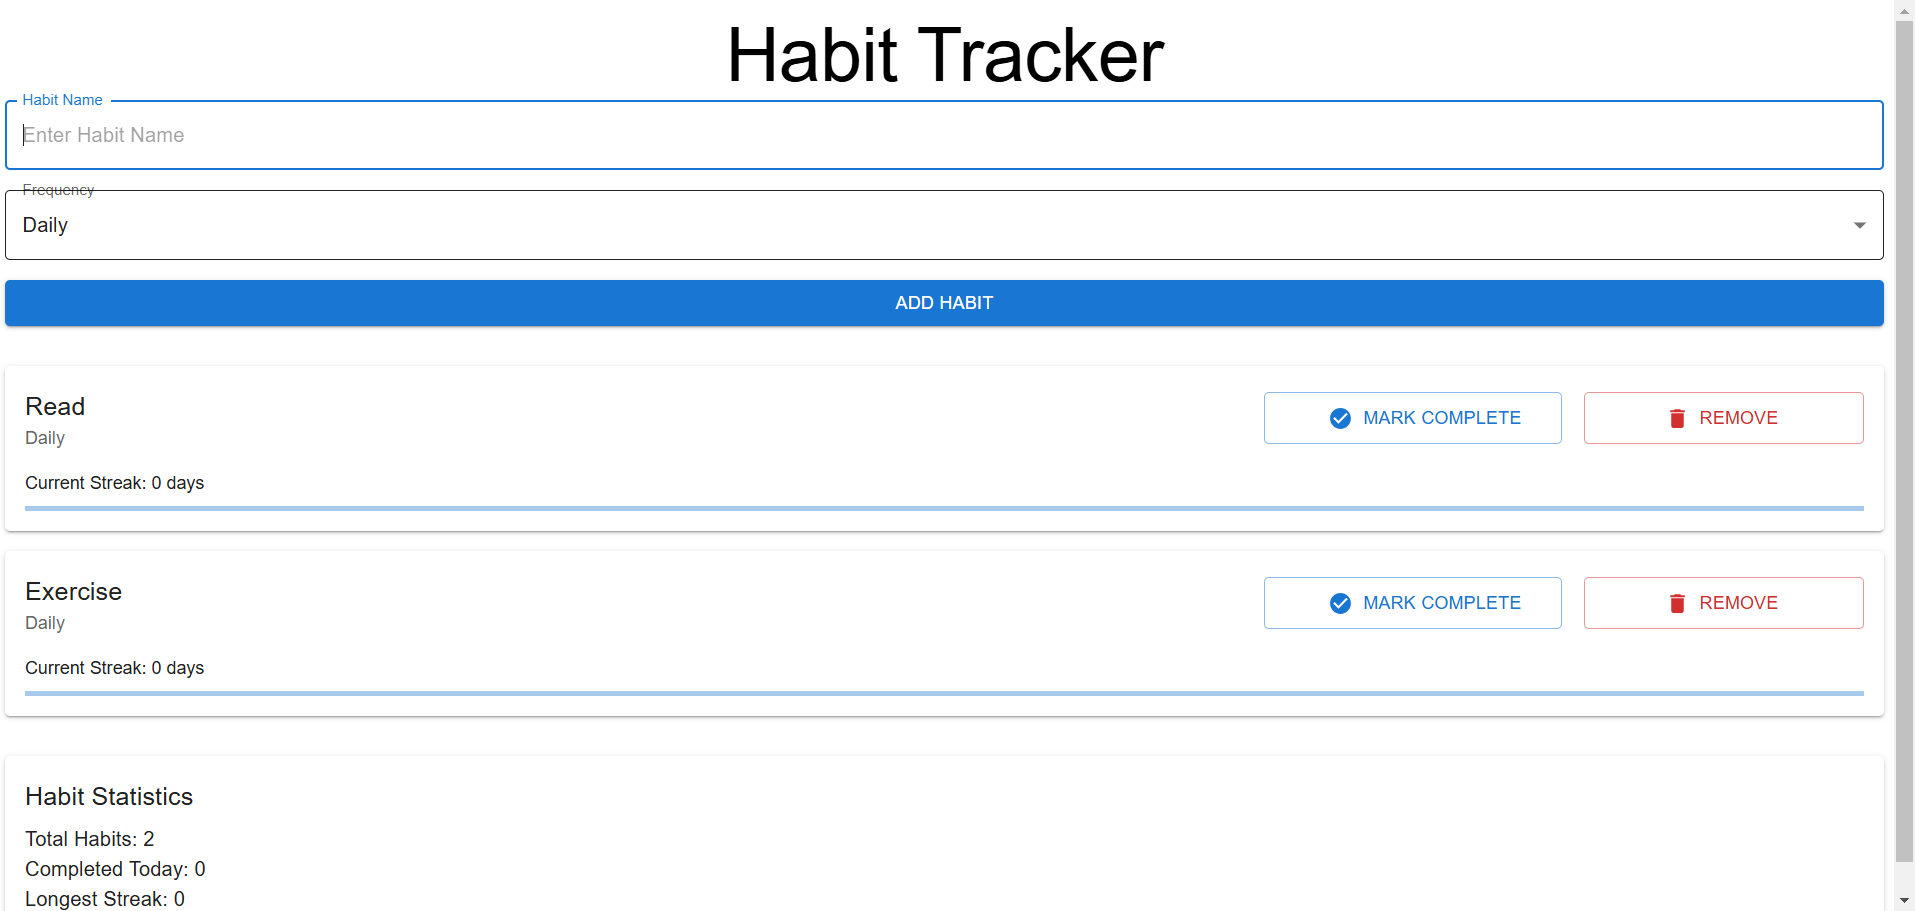 Habit Tracker
Habit Name
Enter Habit Name
Frequency
Daily
ADD HABIT
Read
Daily
MARK COMPLETE
REMOVE
Current Streak: 0 days
Exercise
Daily
MARK COMPLETE
REMOVE
Current Streak: 0 days
Habit Statistics
Total Habits: 2
Completed Today: 0
Longest Streak: 0